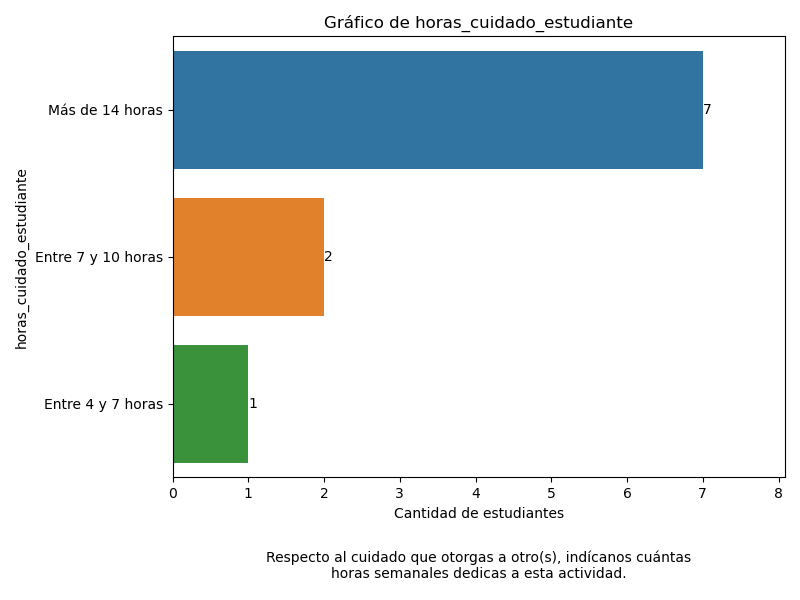 Gráfico de horas_cuidado_estudiante
horas_cuidado_estudiante
Más de 14 horas
7
Entre 7 y 10 horas
2
Entre 4 y 7 horas
1
0 1 2 3 4 5 6 7 8
Cantidad de estudiantes
Respecto al cuidado que otorgas a otro(s), indícanos cuántas
horas semanales dedicas a esta actividad.